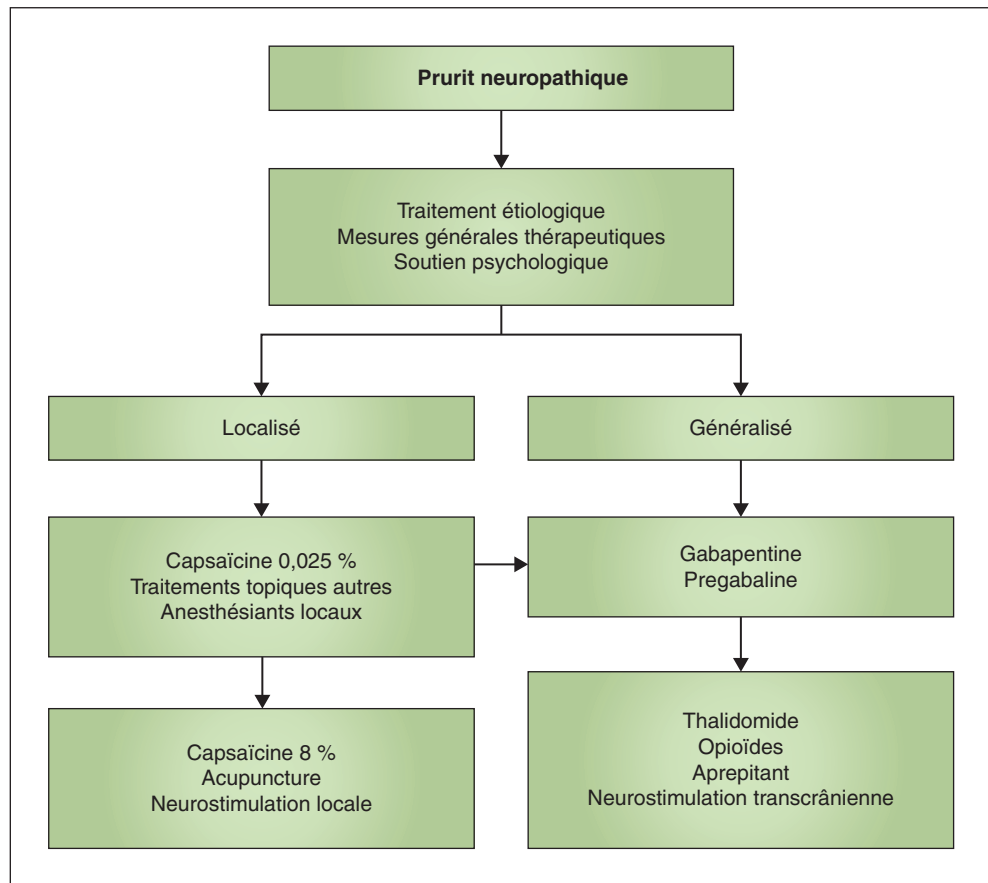 Prurit neuropathique
Traitement étiologique
Mesures générales thérapeutiques
Soutien psychologique
Localisé
Généralisé
Capsaïcine 0,025 %
Traitements topiques autres
Anesthésiants locaux
Gabapentine
Pregabaline
Capsaïcine 8 %
Acupuncture
Neurostimulation locale
Thalidomide
Opioïdes
Aprepitant
Neurostimulation transcrânienne